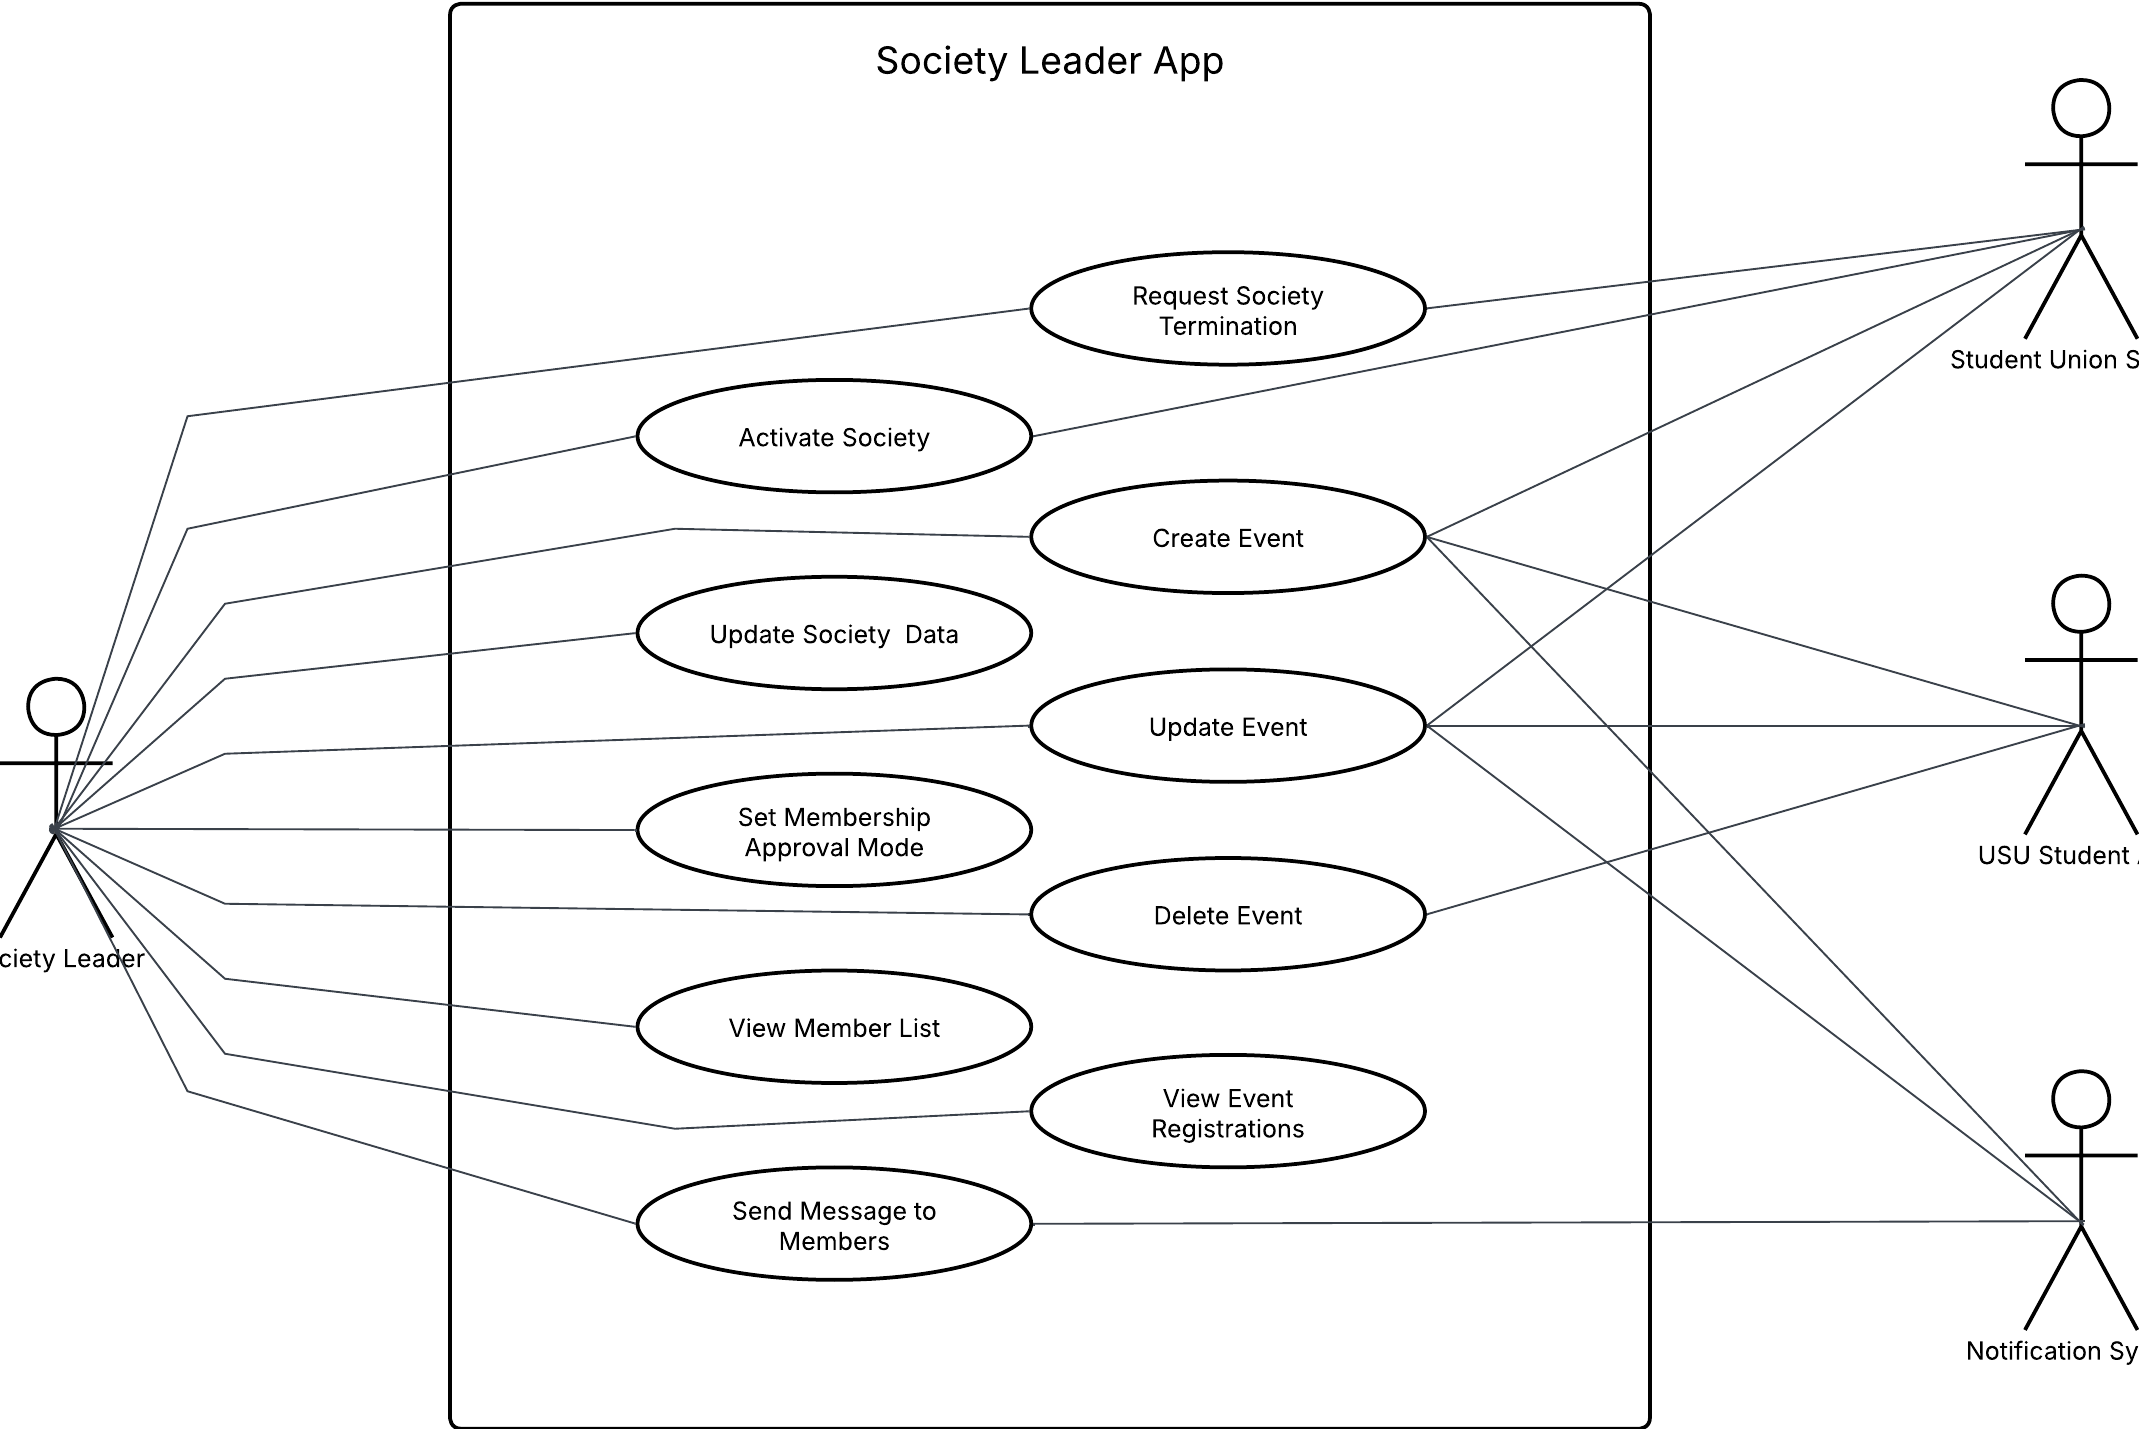 Society Leader App
Student Union S
Request Society
Termination
Activate Society
Create Event
Update Society  Data
Update Event
Set Membership
Approval Mode
USU Student
Delete Event
ciety Leader
View Member List
View Event
Registrations
Send Message to
Members
Notification Sy